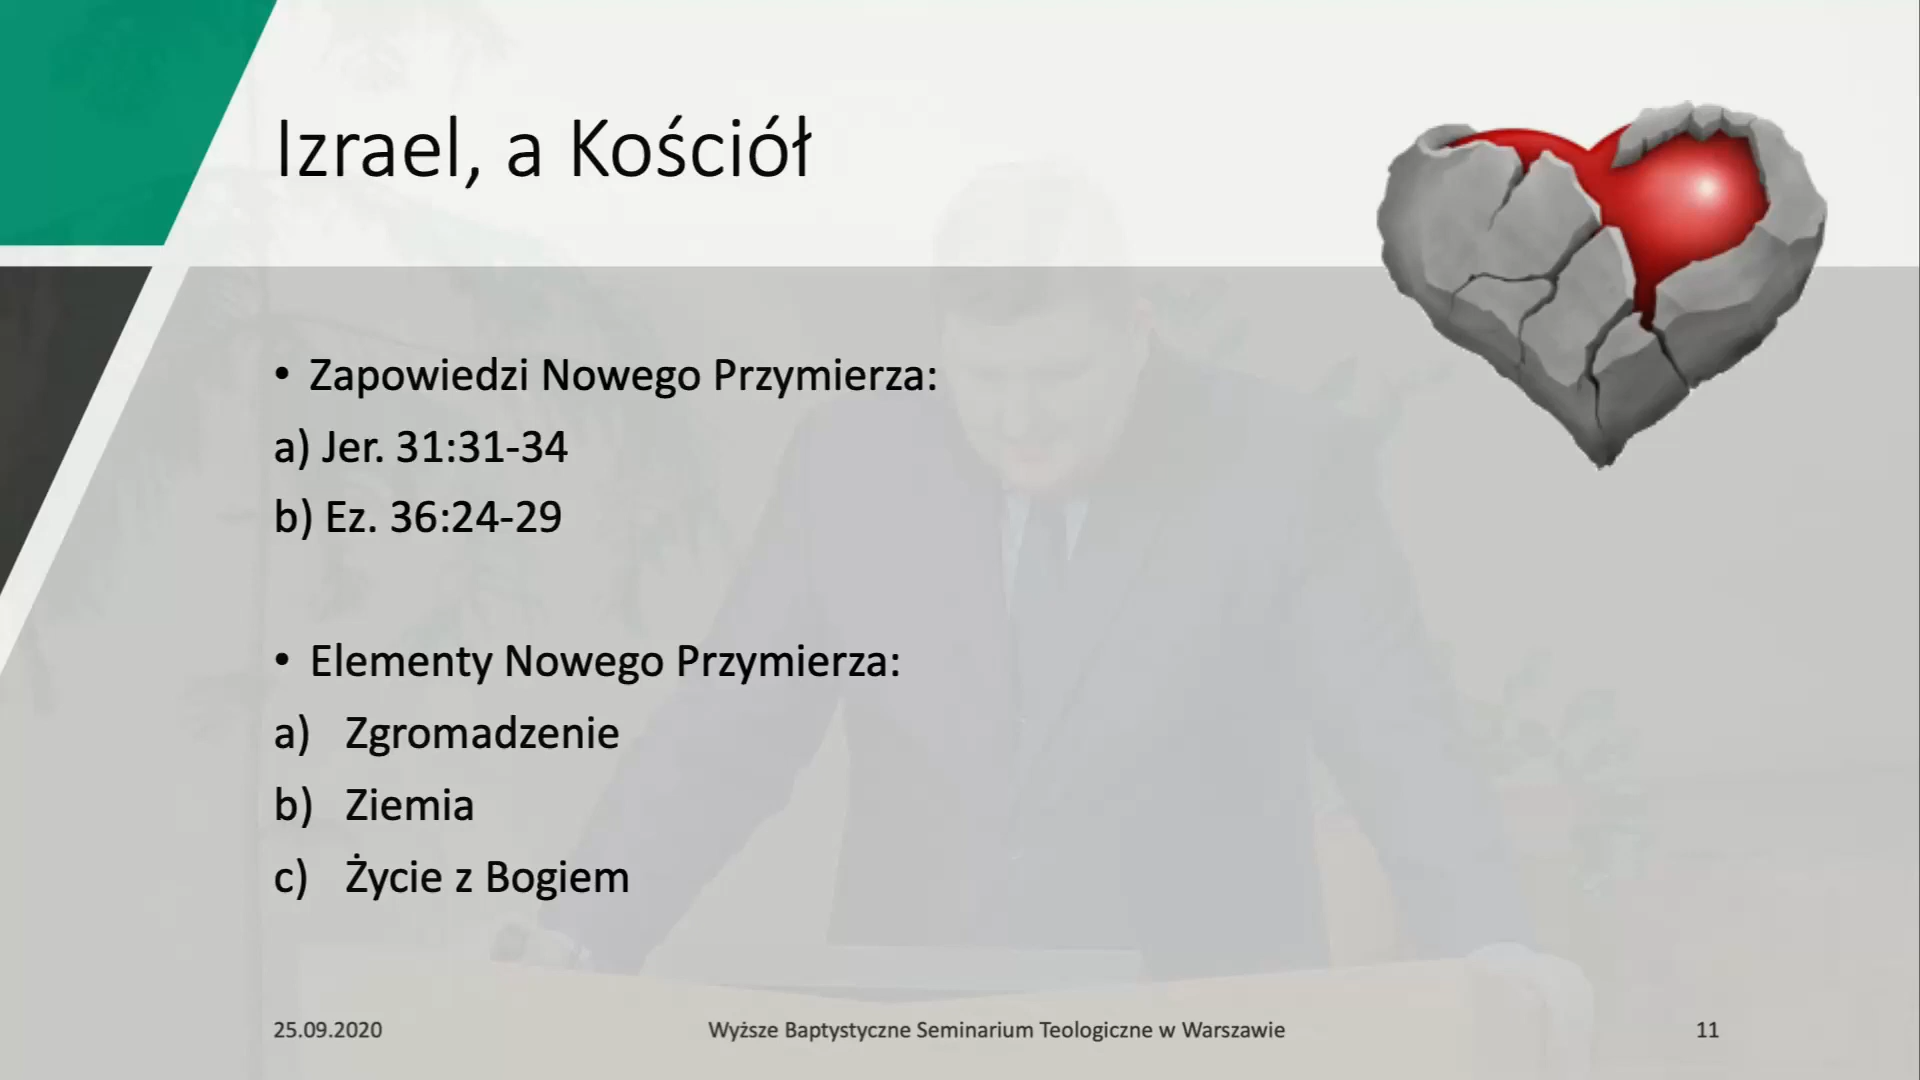 Izrael, a Kościół
• Zapowiedzi Nowego Przymierza:
a) Jer. 31:31-34
b) Ez. 36:24-29
• Elementy Nowego Przymierza:
a) Zgromadzenie
b) Ziemia
c) Życie z Bogiem
25.09.2020
Wyższe Baptystyczne Seminarium Teologiczne w Warszawie
11